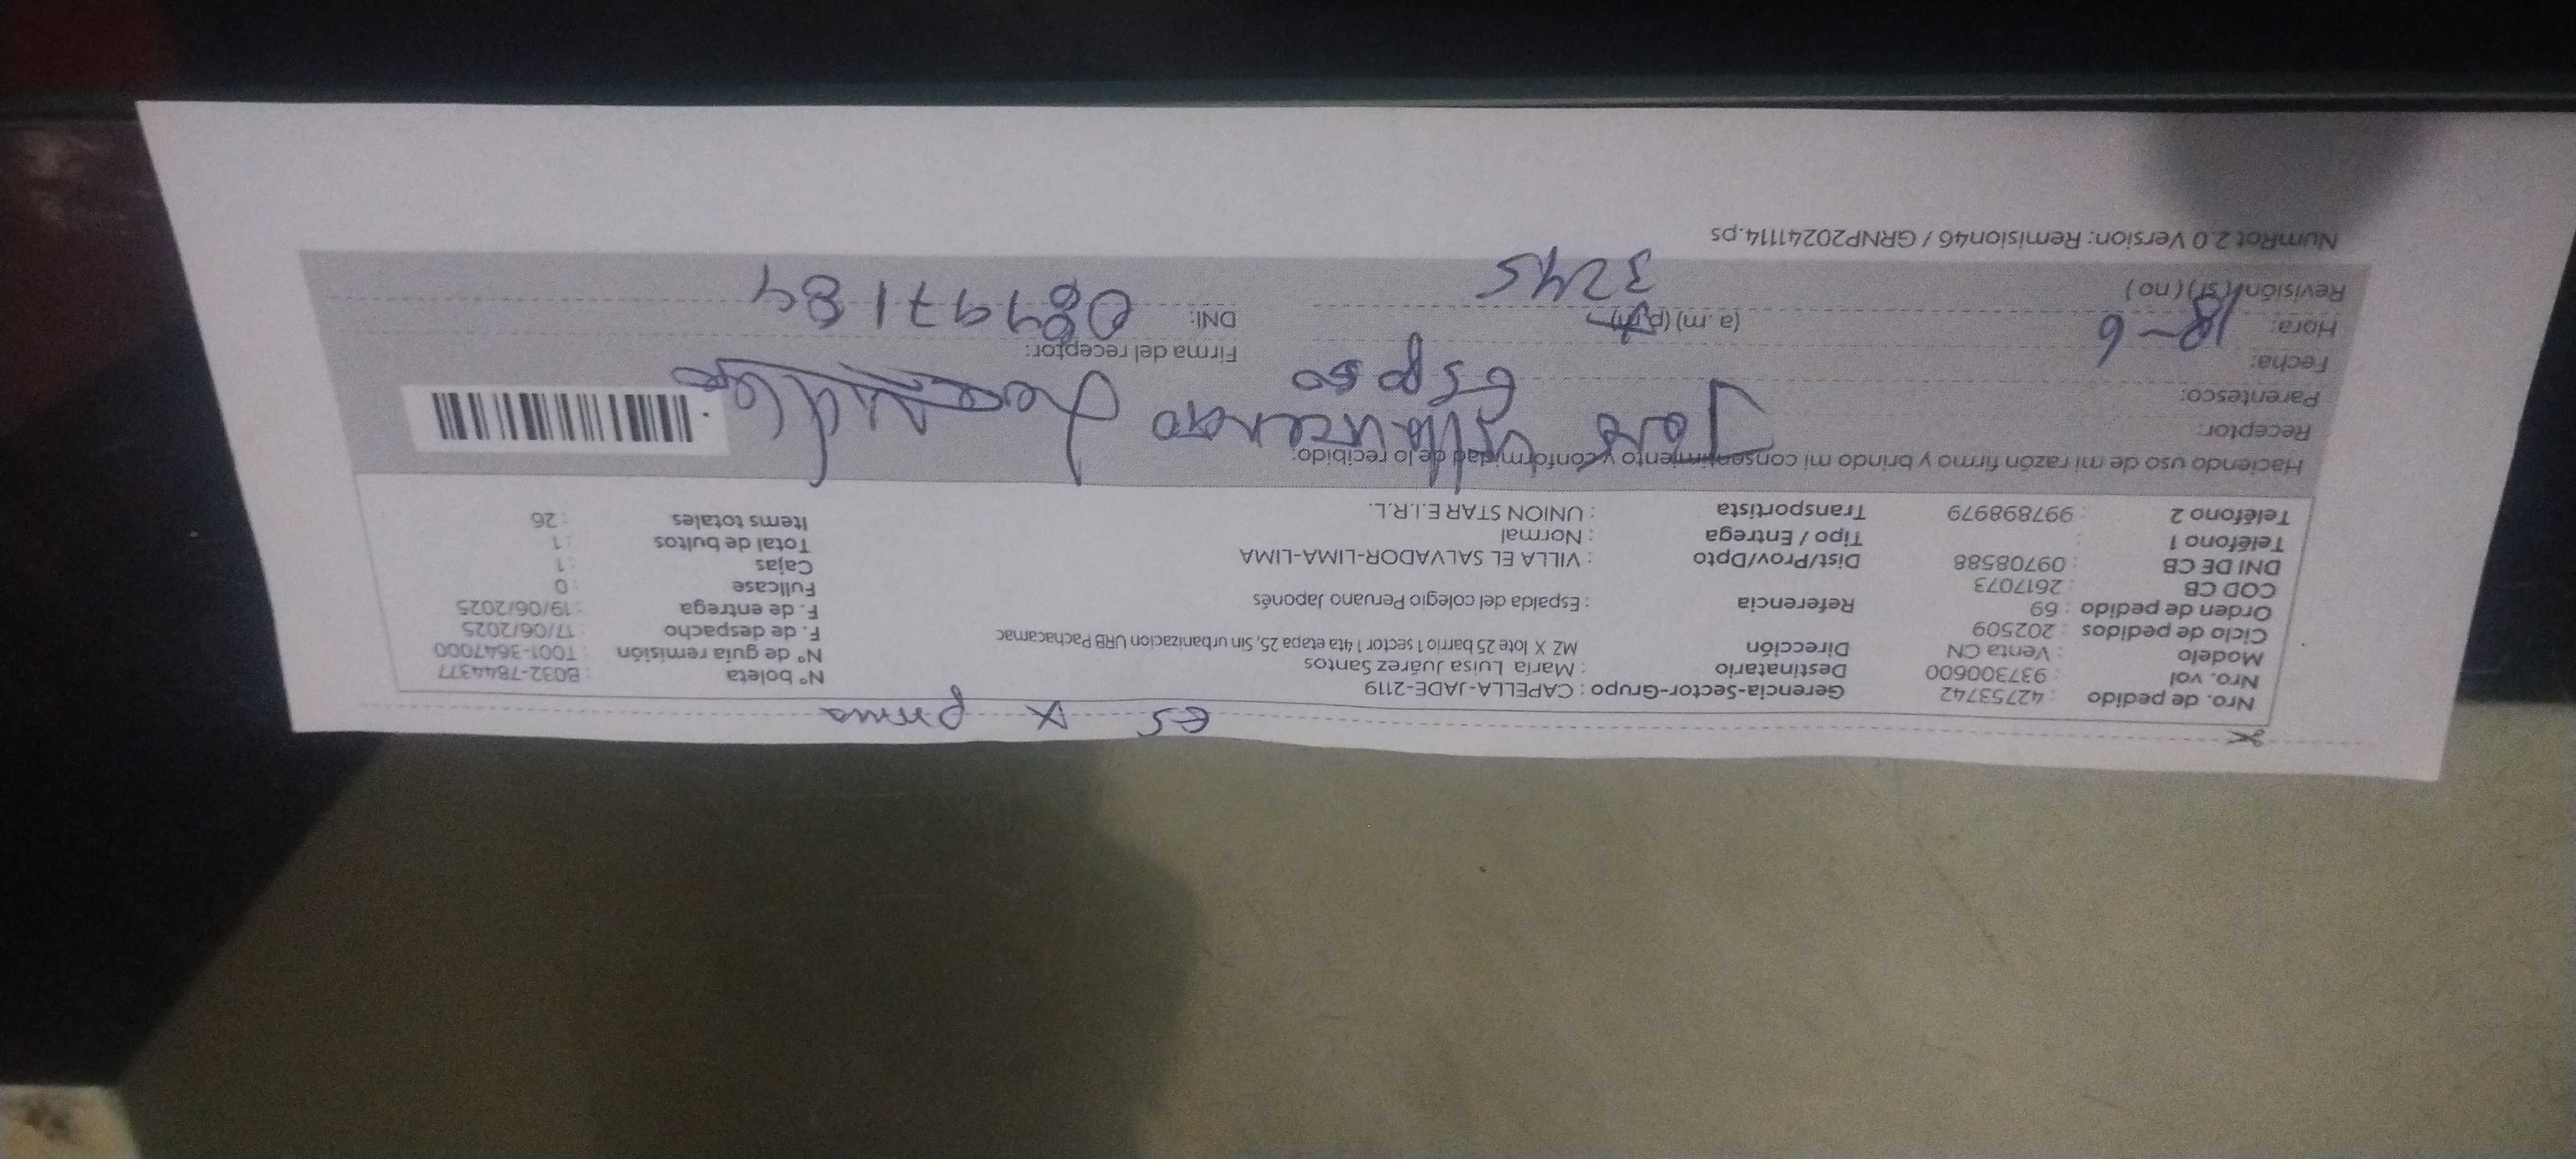 es x pmus
Nro. de pedido : 42753742 Gerencia-Sector-Grupo : CAPELLA-JADE-2119 N° boleta : B032-7844377
Nro. vol : 937300600 Destinatario : María Luisa Juárez Santos N° de guía remisión : T001-3647000
Modelo : Venta CN Dirección MZ X lote 25 barrio 1 sector 1 4ta etapa 25, Sin urbanizacion URB Pachacamac F. de despacho : 17/06/2025
Ciclo de pedidos : 202509 F. de entrega : 19/06/2025
Orden de pedido : 69 Referencia : Espalda del colegio Peruano Japonés Fullcase : 0
COD CB : 2617073 Cajas : 1
DNI DE CB : 09708588 Dist/Prov/Dpto : VILLA EL SALVADOR-LIMA-LIMA Total de bultos : 1
Teléfono 1 : Tipo / Entrega : Normal Items totales : 26
Teléfono 2 : 997898979 Transportista : UNION STAR E.I.R.L.
Haciendo uso de mi razón firmo y brindo mi consentimiento y conformidad de lo recibido:
Receptor: Jose
Parentesco: esposo
Fecha: 18-6 Firma del receptor:
Hora: (a.m) (p.m) DNI: 08997184
Revisión (si) (no) 3245
NumRot 2.0 Version: Remision46 / GRNP20241114.ps